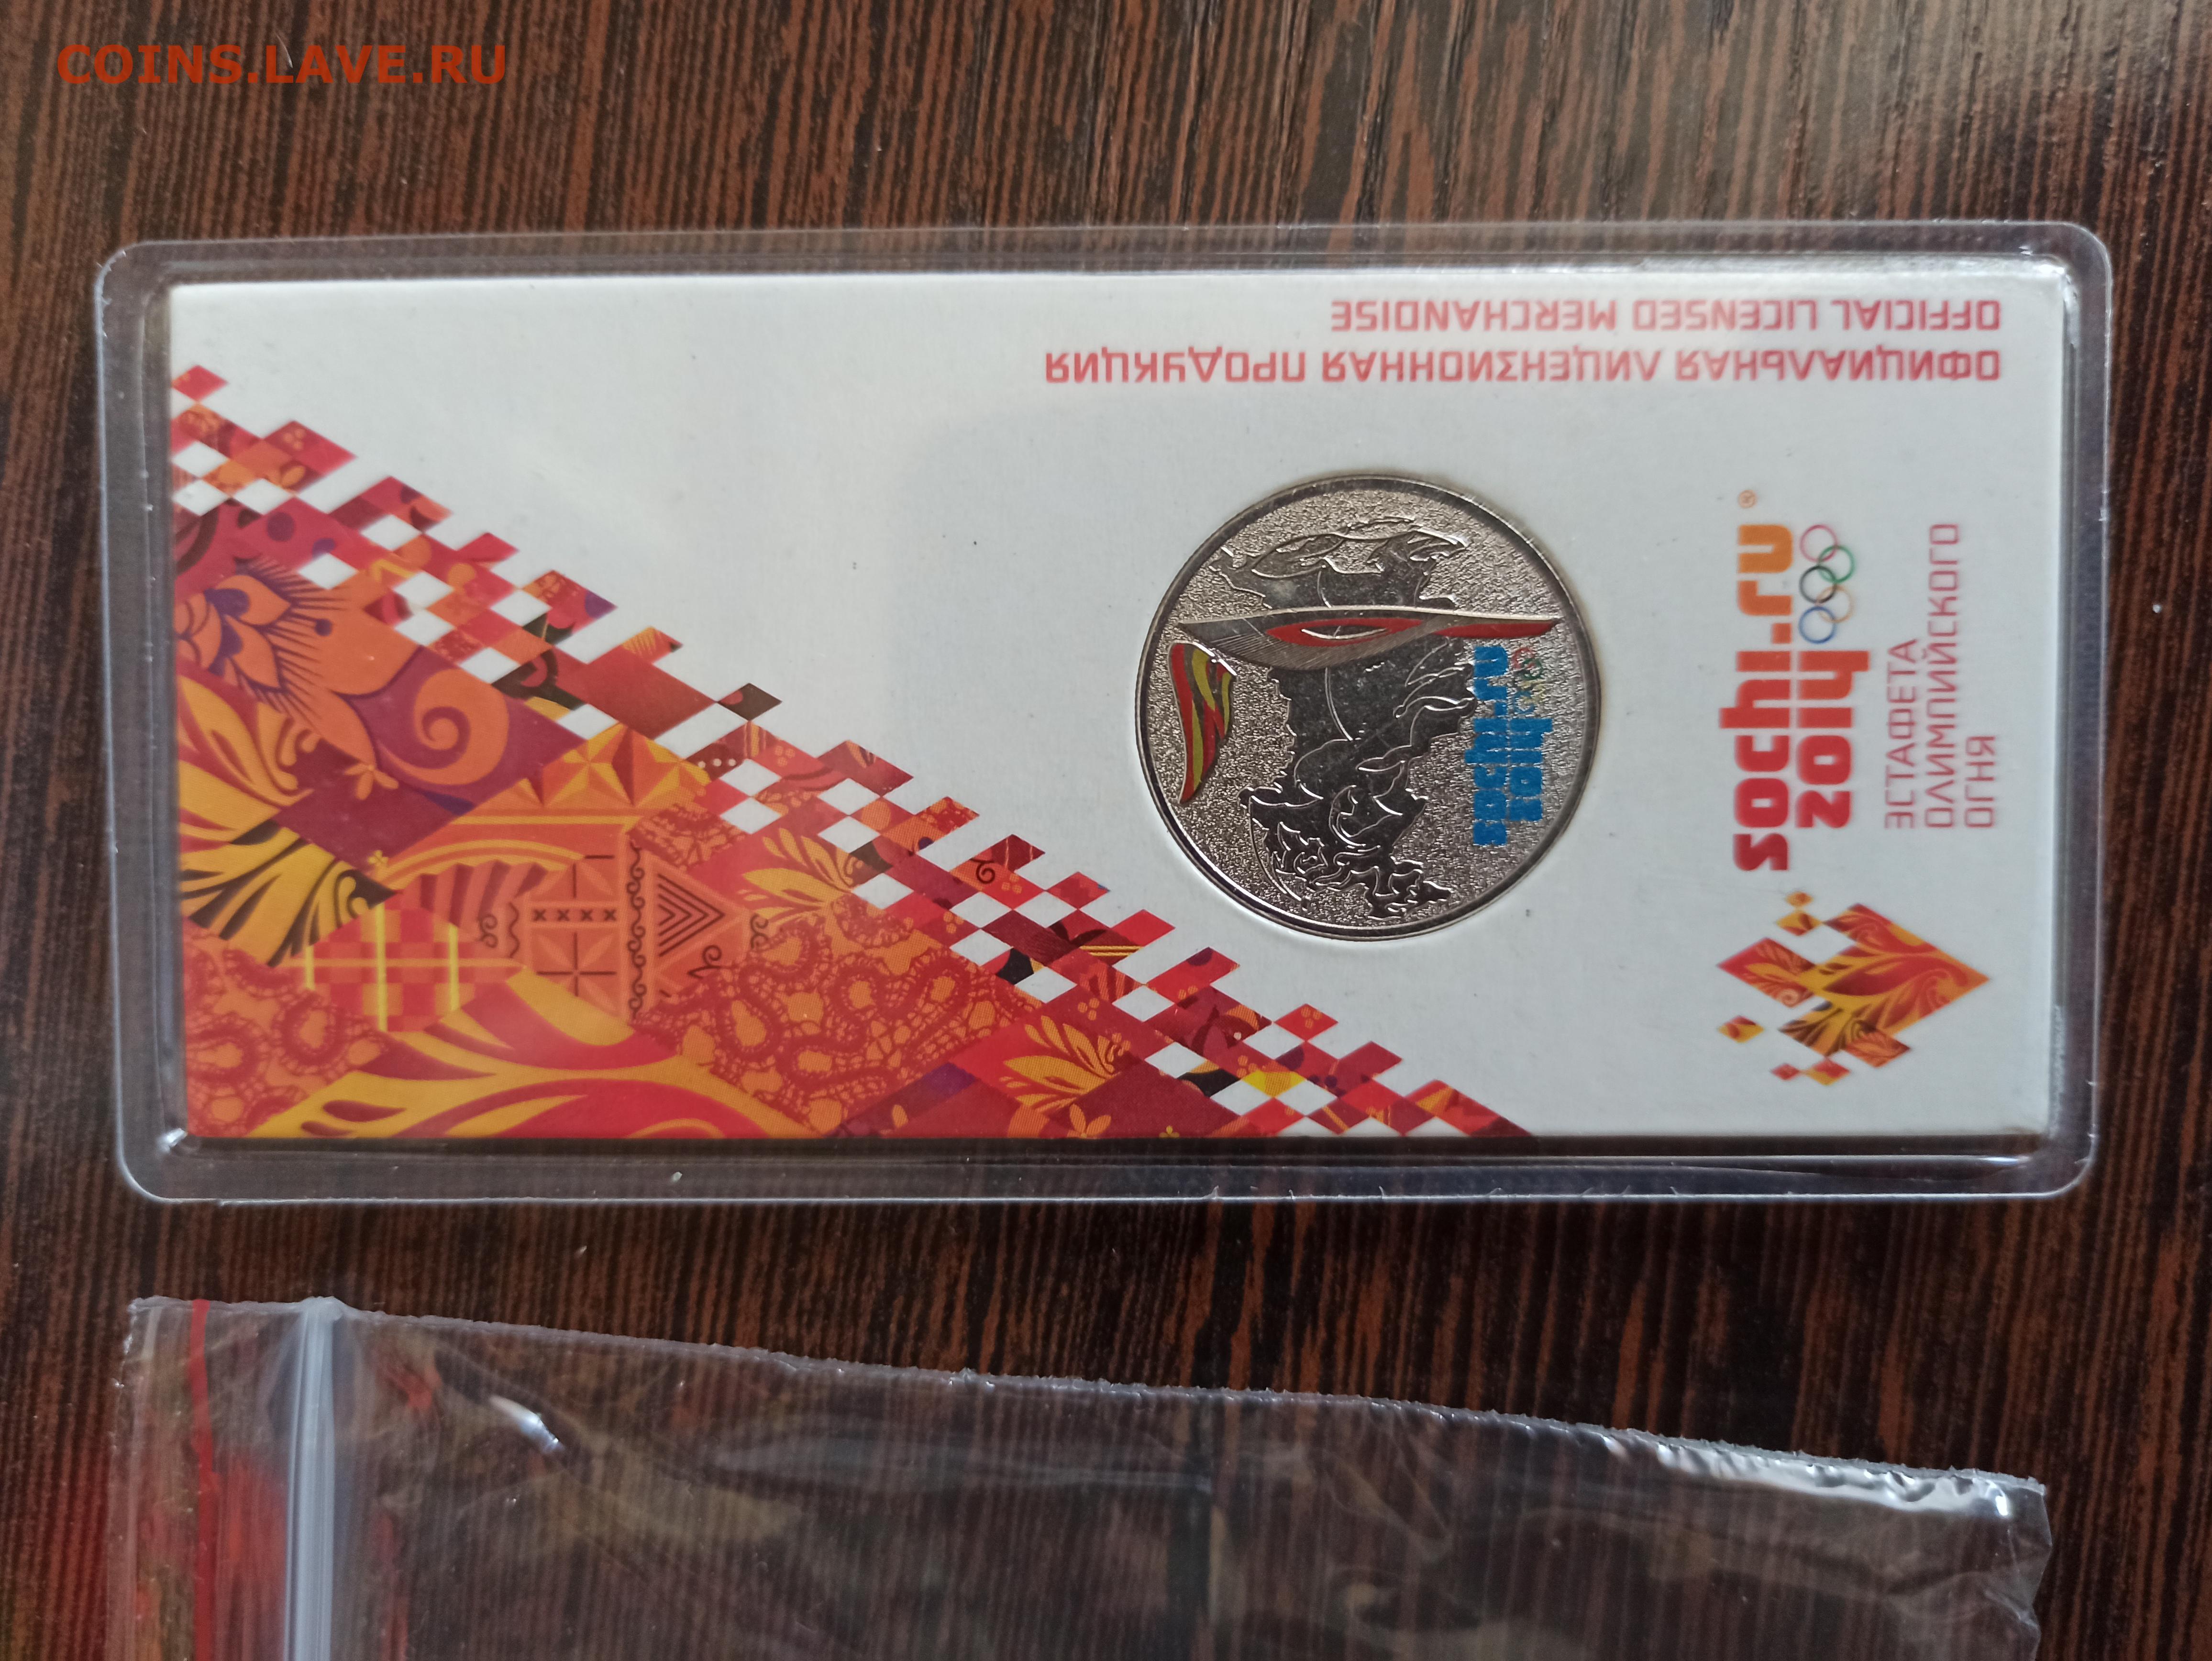 COINS.LAVE.RU
ОФИЦИАЛЬНАЯ ЛИЦЕНЗИОННАЯ ПРОДУКЦИЯ
OFFICIAL LICENSED MERCHANDISE
sochi.ru
2014
sochi.ru®
2014
ЭСТАФЕТА
ОЛИМПИЙСКОГО
ОГНЯ